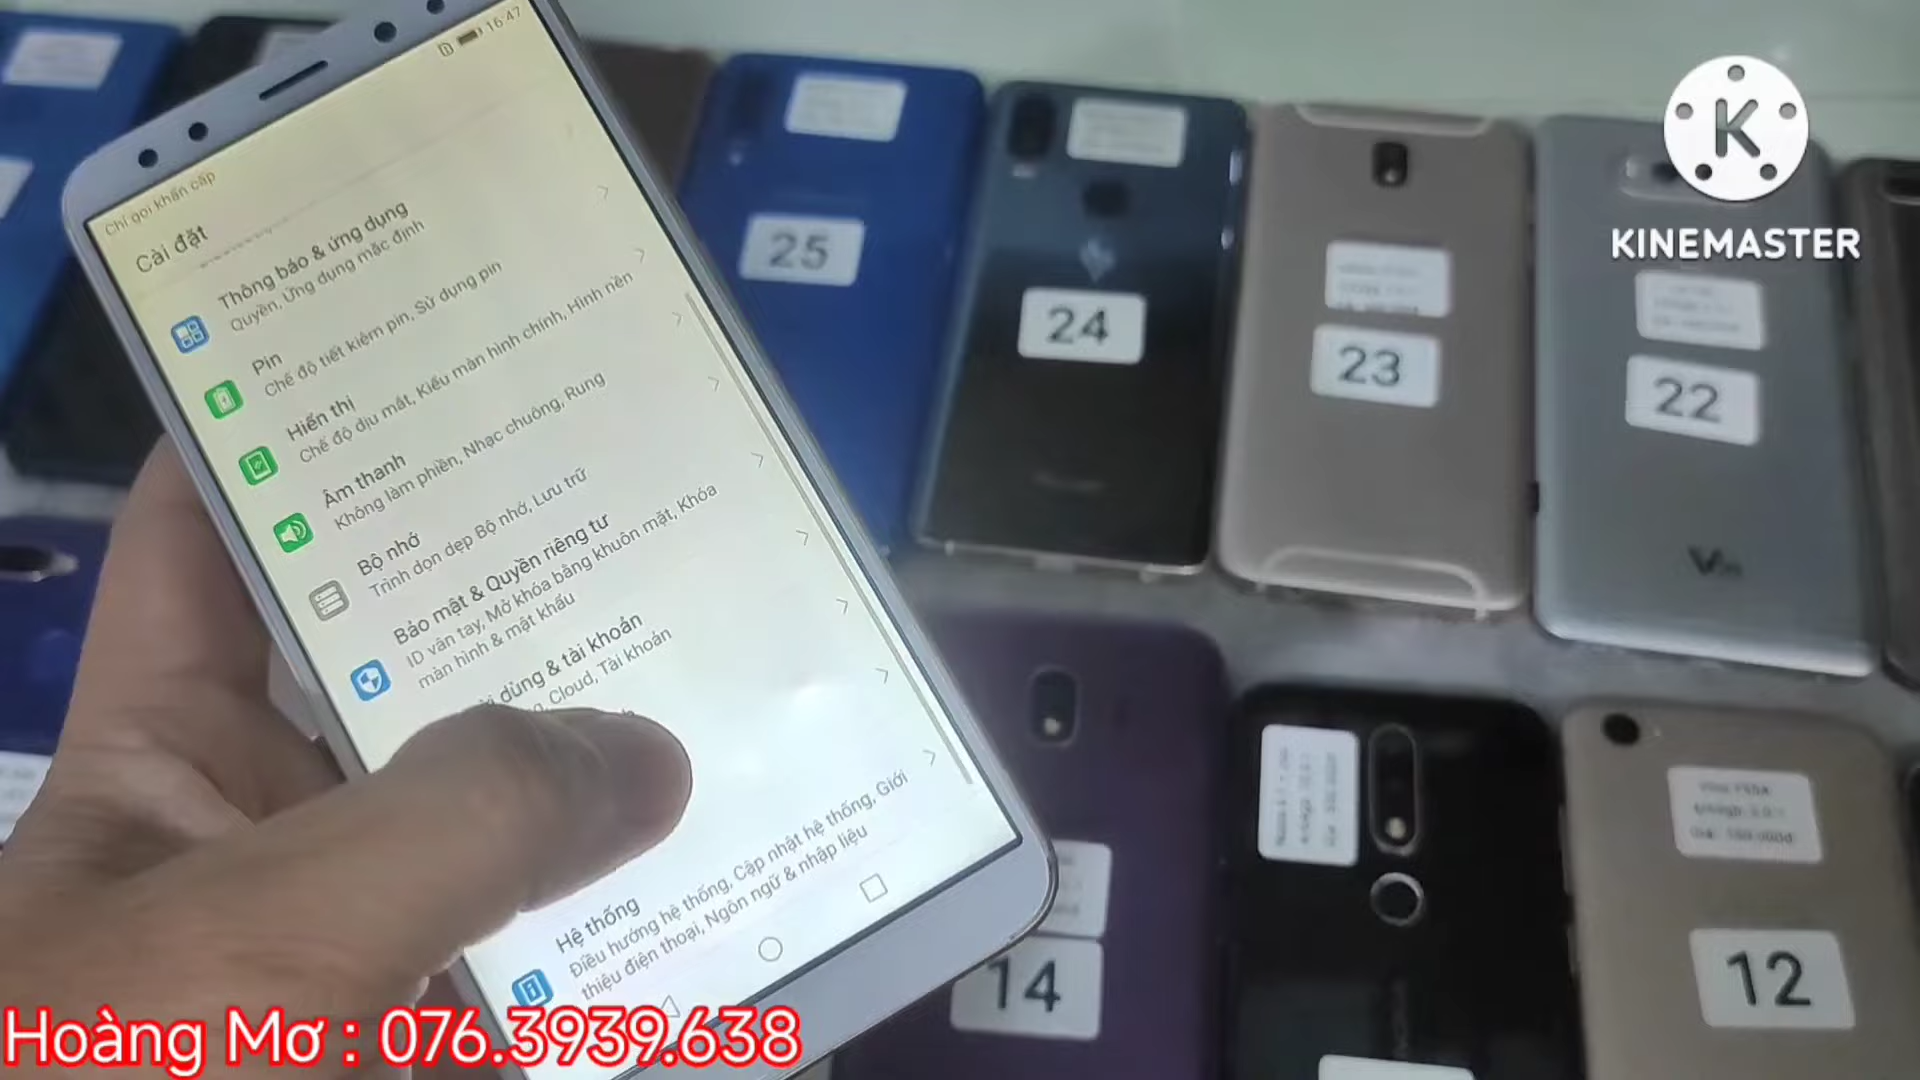 16:47
Chỉ gọi khẩn cấp
Cài đặt
Thông báo & ứng dụng
Quyền, Ứng dụng mặc định
Pin
Chế độ tiết kiệm pin, Sử dụng pin
Hiển thị
Chế độ dịu mắt, Kiểu màn hình chính, Hình nền
Âm thanh
Không làm phiền, Nhạc chuông, Rung
Bộ nhớ
Trình dọn dẹp Bộ nhớ, Lưu trữ
Bảo mật & Quyền riêng tư
ID vân tay, Mở khóa bằng khuôn mặt, Khóa
màn hình & mật khẩu
dùng & tài khoản
Cloud, Tài khoản
Hệ thống
Điều hướng hệ thống, Cập nhật hệ thống, Giới
thiệu điện thoại, Ngôn ngữ & nhập liệu
K
KINEMASTER
25
24
23
22
14
12
Hoàng Mơ : 076.3939.638